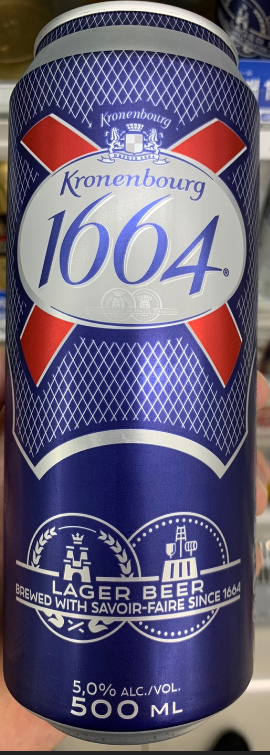 Kronenbourg
Kronenbourg
1664®
LAGER BEER
BREWED WITH SAVOIR-FAIRE SINCE 1664
5,0% ALC./VOL.
500 ML